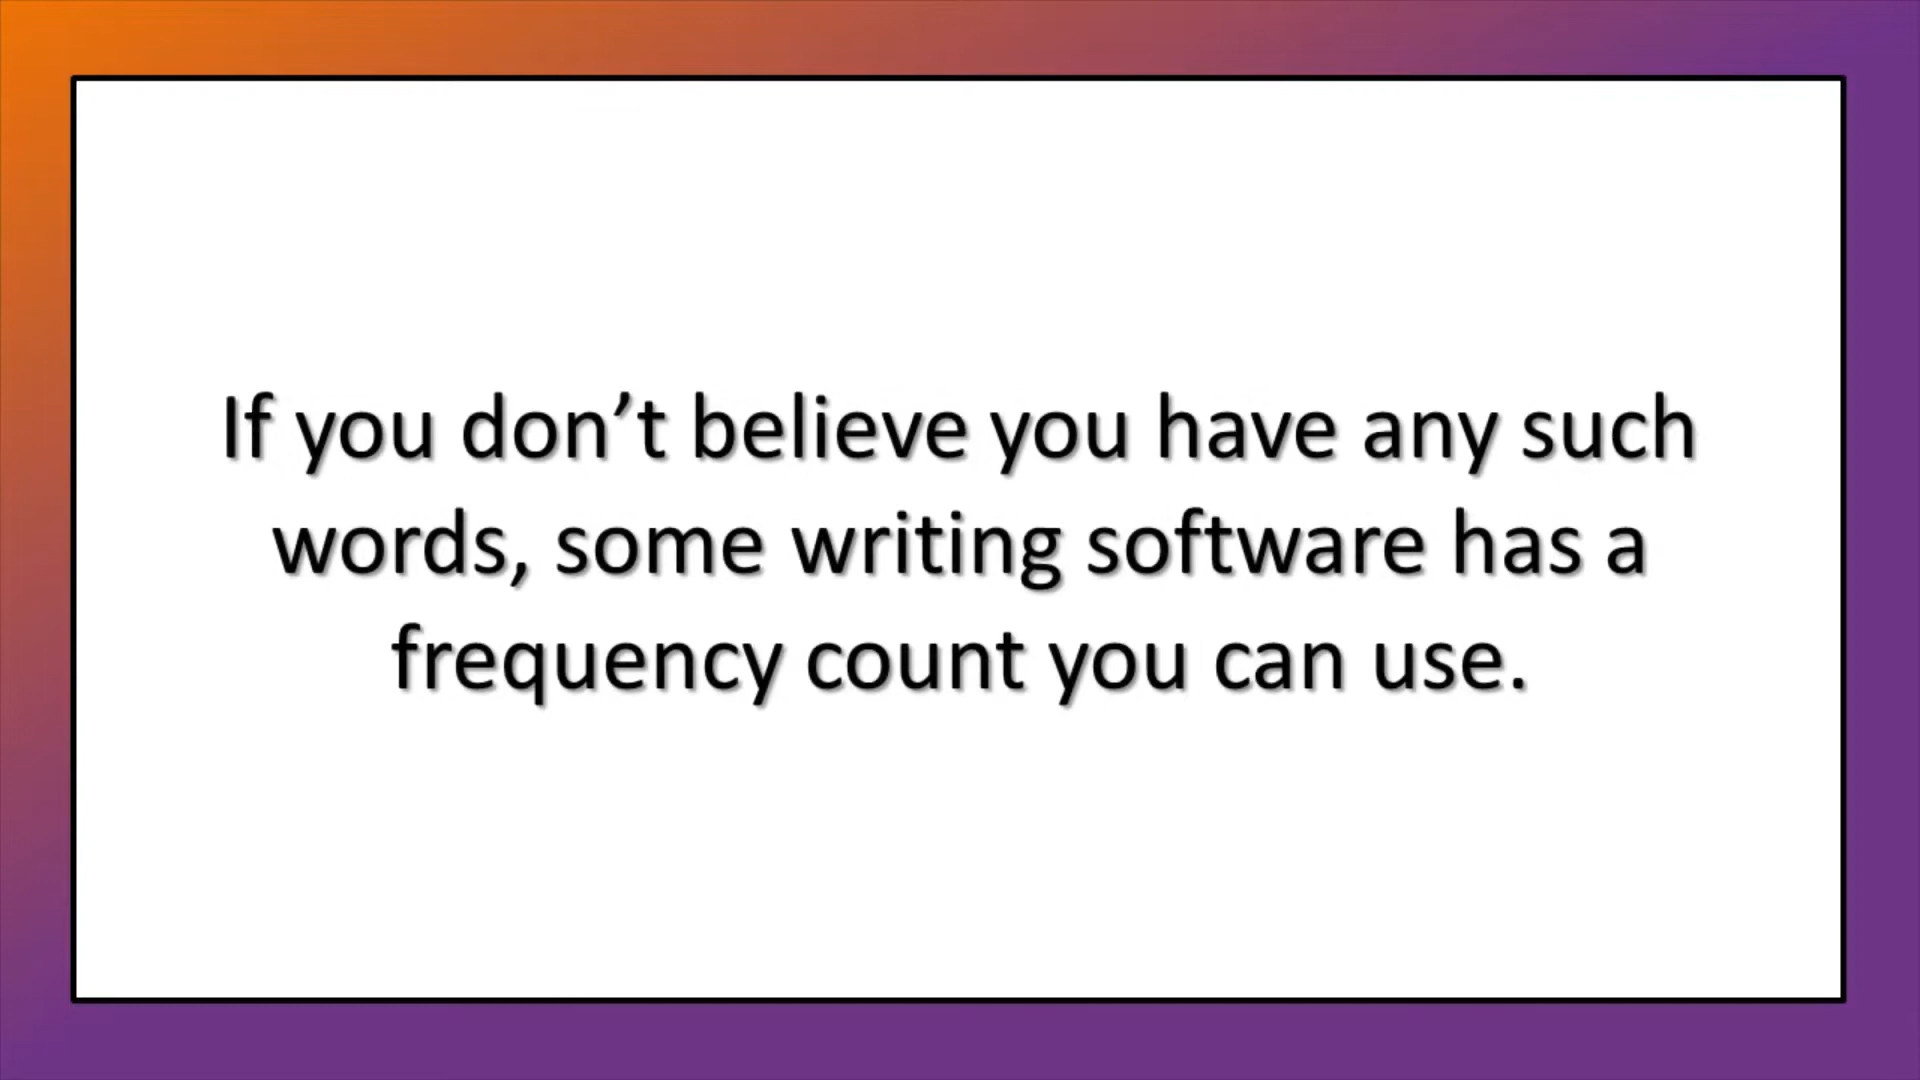 If you don’t believe you have any such
words, some writing software has a
frequency count you can use.